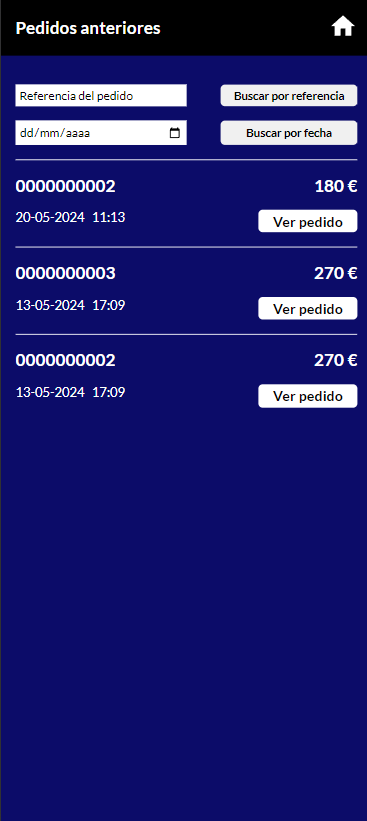 Pedidos anteriores
Referencia del pedido Buscar por referencia
dd/mm/aaaa Buscar por fecha
0000000002 180 €
20-05-2024 11:13 Ver pedido
0000000003 270 €
13-05-2024 17:09 Ver pedido
0000000002 270 €
13-05-2024 17:09 Ver pedido